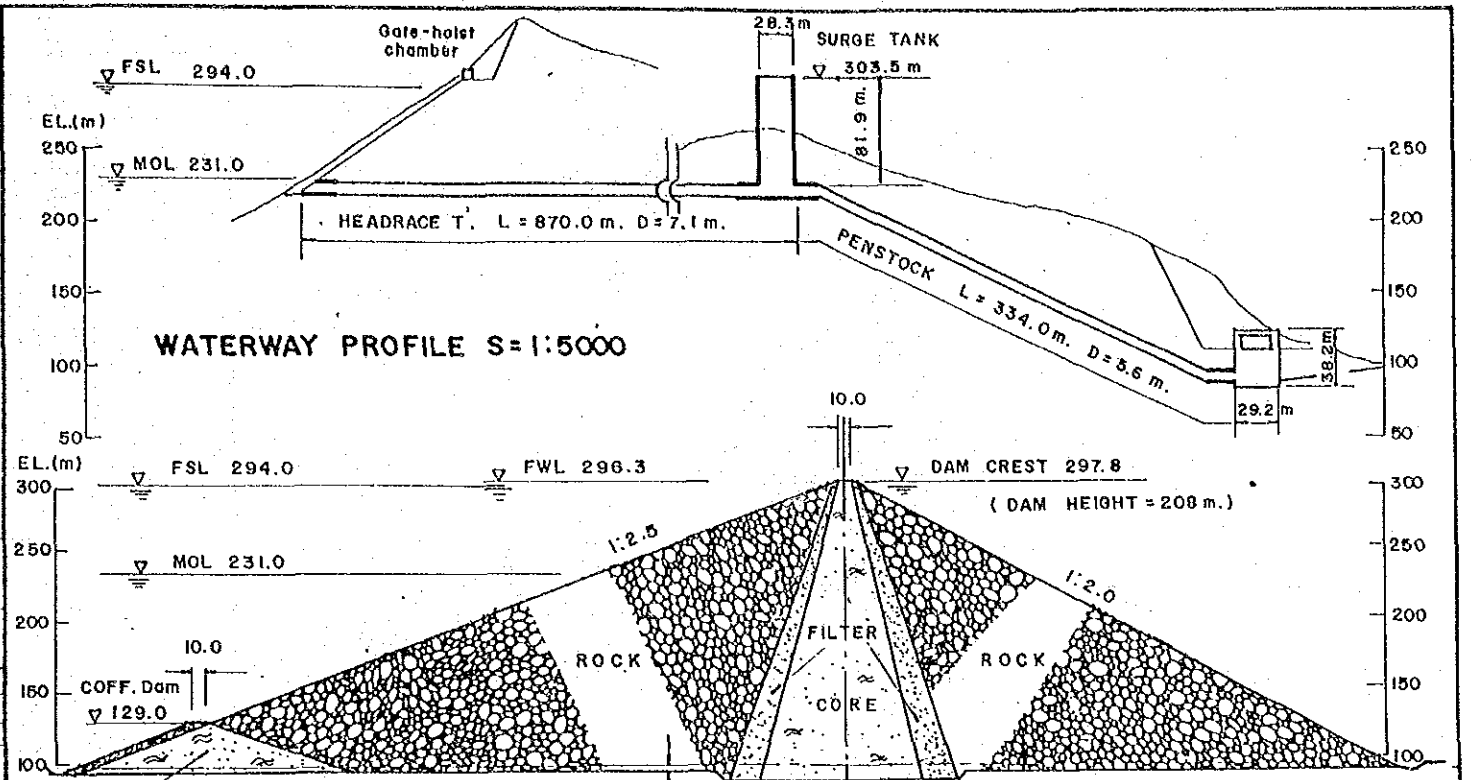 Gate-hoist
chamber
28.3 m
SURGE TANK
FSL 294.0
303.5 m
EL.(m)
81.9 m.
250
MOL 231.0
250
200
HEADRACE T. L = 870.0 m. D = 7.1 m.
200
PENSTOCK L = 334.0 m. D = 5.6 m.
150
150
WATERWAY PROFILE S = 1:5000
100
100
38.2 m
29.2 m
50
50
10.0
EL.(m)
FSL 294.0
FWL 296.3
DAM CREST 297.8
300
300
( DAM HEIGHT = 208 m.)
1:2.5
250
250
MOL 231.0
1:2.0
200
200
FILTER
10.0
ROCK
ROCK
COFF. Dam
150
150
CORE
129.0
100
100